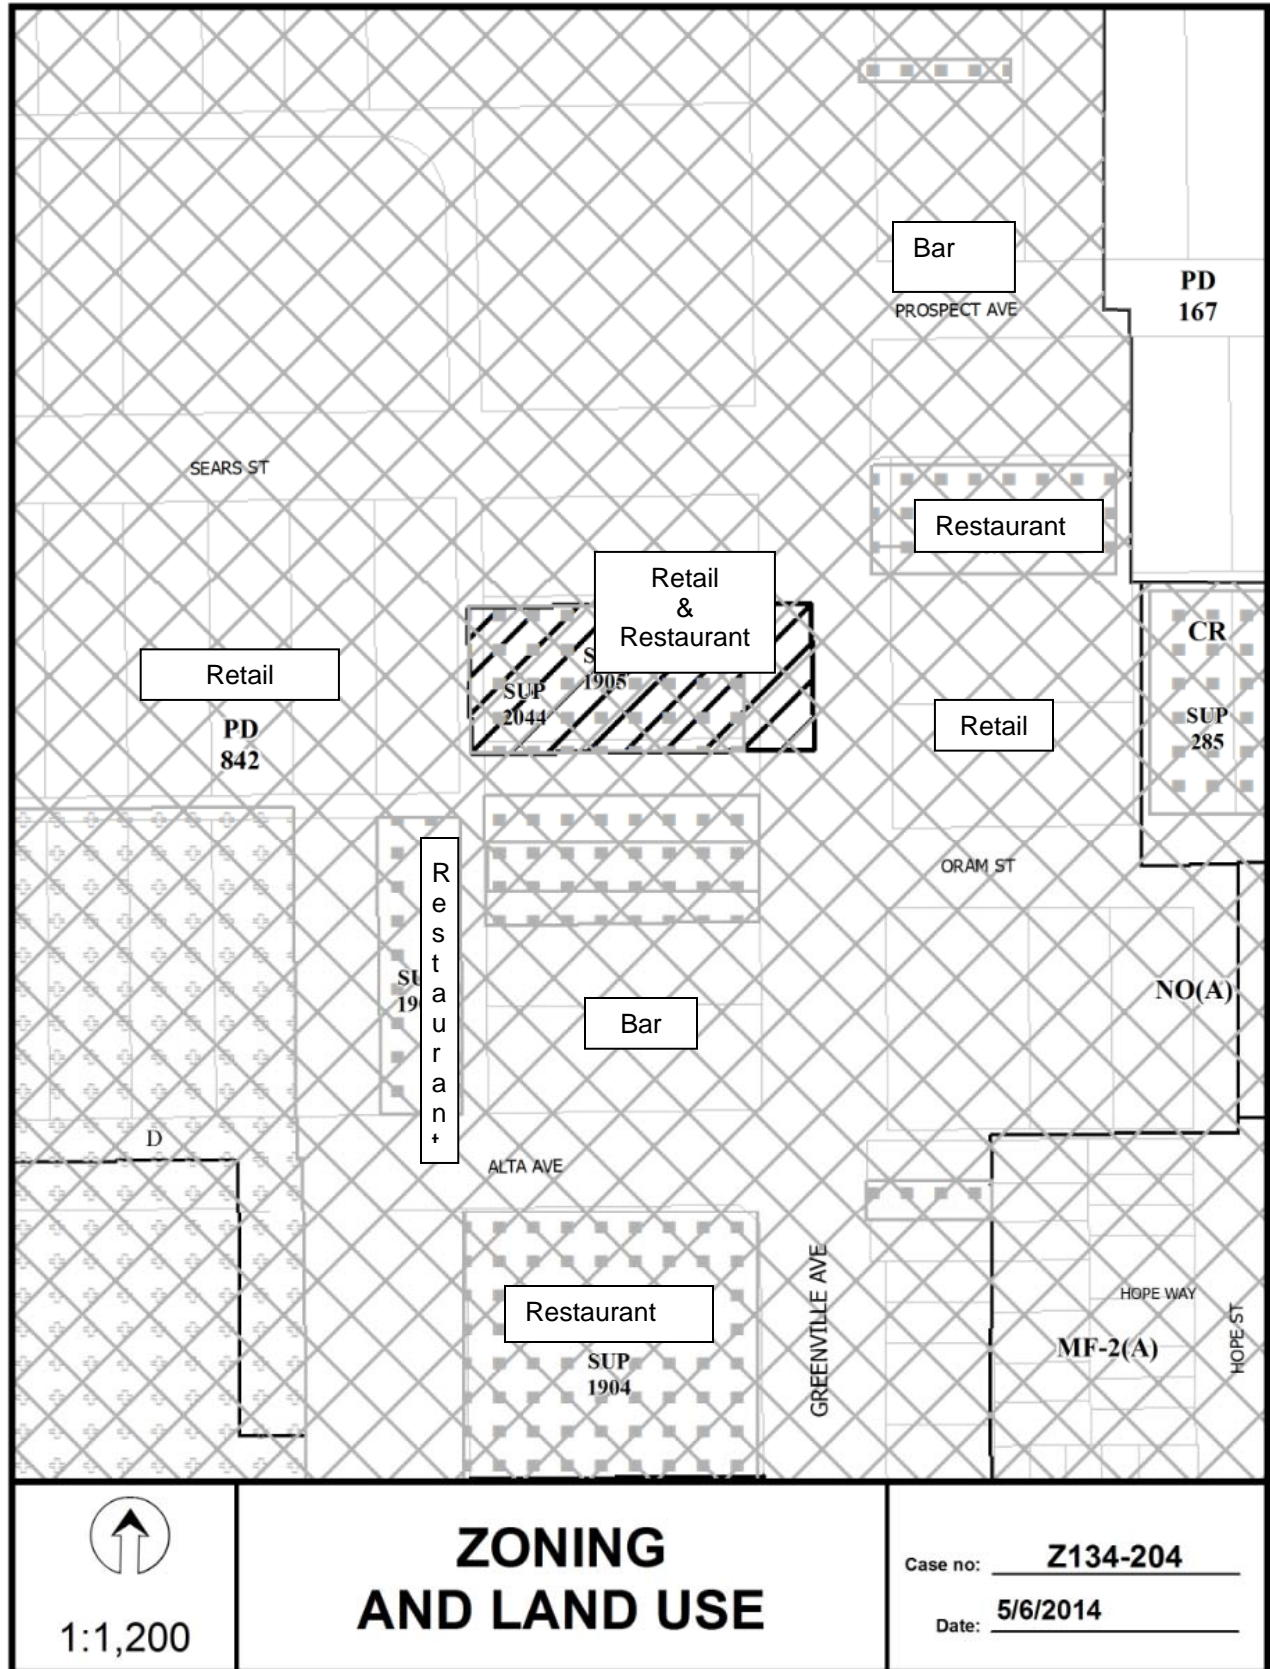 Bar
PROSPECT AVE
PD
167
SEARS ST
Restaurant
Retail
&
Restaurant
CR
1905
SUP
2044
Retail
PD
842
Retail
SUP
285
ORAM ST
Restaurant
NO(A)
Bar
D
ALTA AVE
GREENVILLE AVE
HOPE WAY
HOPE ST
MF-2(A)
Restaurant
SUP
1904
1:1,200
ZONING
AND LAND USE
Case no: Z134-204
Date: 5/6/2014